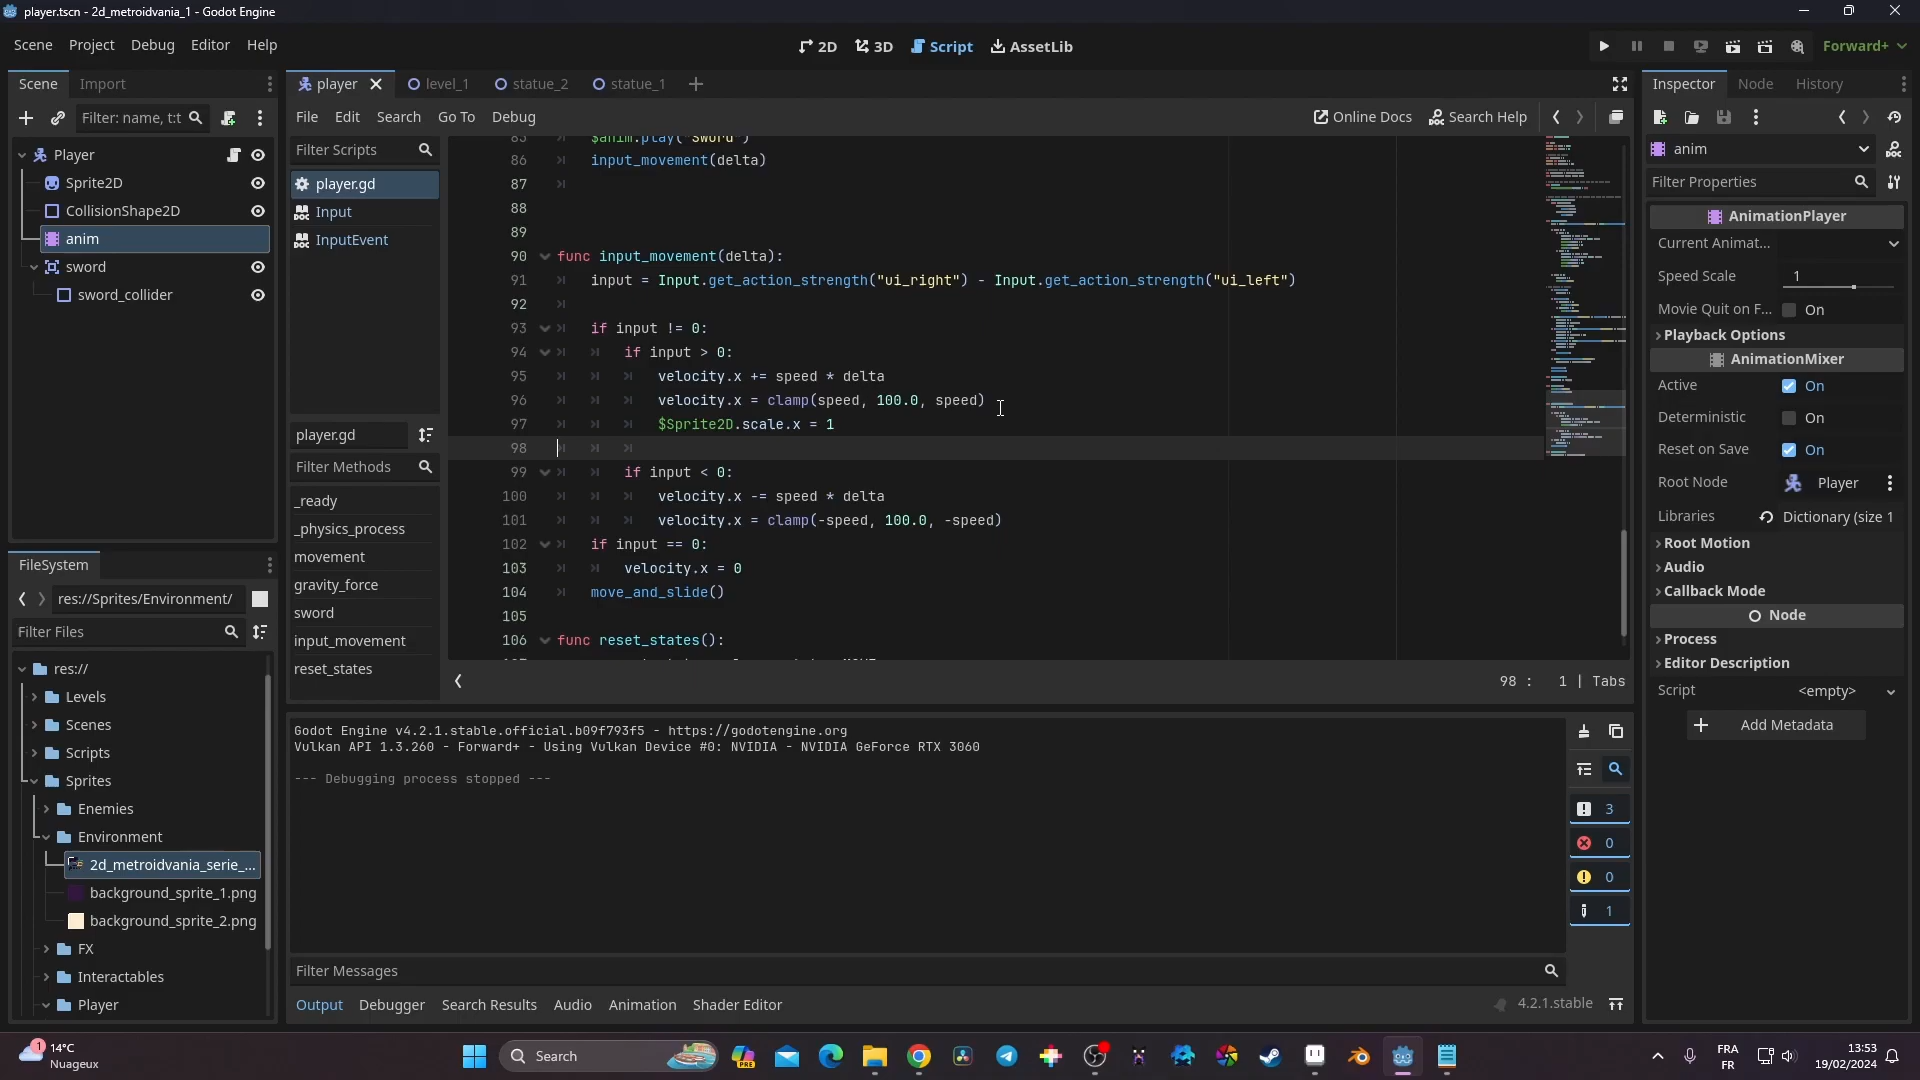 player.tscn - 2d_metroidvania_1 - Godot Engine
Scene Project Debug Editor Help
2D 3D Script AssetLib
Forward+
Scene Import
player level_1 statue_2 statue_1
Inspector Node History
Filter: name, t:t
File Edit Search Go To Debug
Online Docs Search Help
Player
Sprite2D
CollisionShape2D
anim
sword
sword_collider
Filter Scripts
player.gd
Input
InputEvent
player.gd
Filter Methods
_ready
_physics_process
movement
gravity_force
sword
input_movement
reset_states
85 $anim.play("Sword")
86 input_movement(delta)
87
88
89
90 func input_movement(delta):
91 input = Input.get_action_strength("ui_right") - Input.get_action_strength("ui_left")
92
93 if input != 0:
94 if input > 0:
95 velocity.x += speed * delta
96 velocity.x = clamp(speed, 100.0, speed)
97 $Sprite2D.scale.x = 1
98
99 if input < 0:
100 velocity.x -= speed * delta
101 velocity.x = clamp(-speed, 100.0, -speed)
102 if input == 0:
103 velocity.x = 0
104 move_and_slide()
105
106 func reset_states():
98 : 1 | Tabs
anim
Filter Properties
AnimationPlayer
Current Animat...
Speed Scale 1
Movie Quit on F... On
Playback Options
AnimationMixer
Active On
Deterministic On
Reset on Save On
Root Node Player
Libraries Dictionary (size 1
Root Motion
Audio
Callback Mode
Node
Process
Editor Description
Script <empty>
Add Metadata
FileSystem
res://Sprites/Environment/
Filter Files
res://
Levels
Scenes
Scripts
Sprites
Enemies
Environment
2d_metroidvania_serie_...
background_sprite_1.png
background_sprite_2.png
FX
Interactables
Player
Godot Engine v4.2.1.stable.official.b09f793f5 - https://godotengine.org
Vulkan API 1.3.260 - Forward+ - Using Vulkan Device #0: NVIDIA - NVIDIA GeForce RTX 3060
--- Debugging process stopped ---
3
0
0
1
Filter Messages
Output Debugger Search Results Audio Animation Shader Editor
4.2.1.stable
1
14°C
Nuageux
Search
PRE
FRA
FR
13:53
19/02/2024